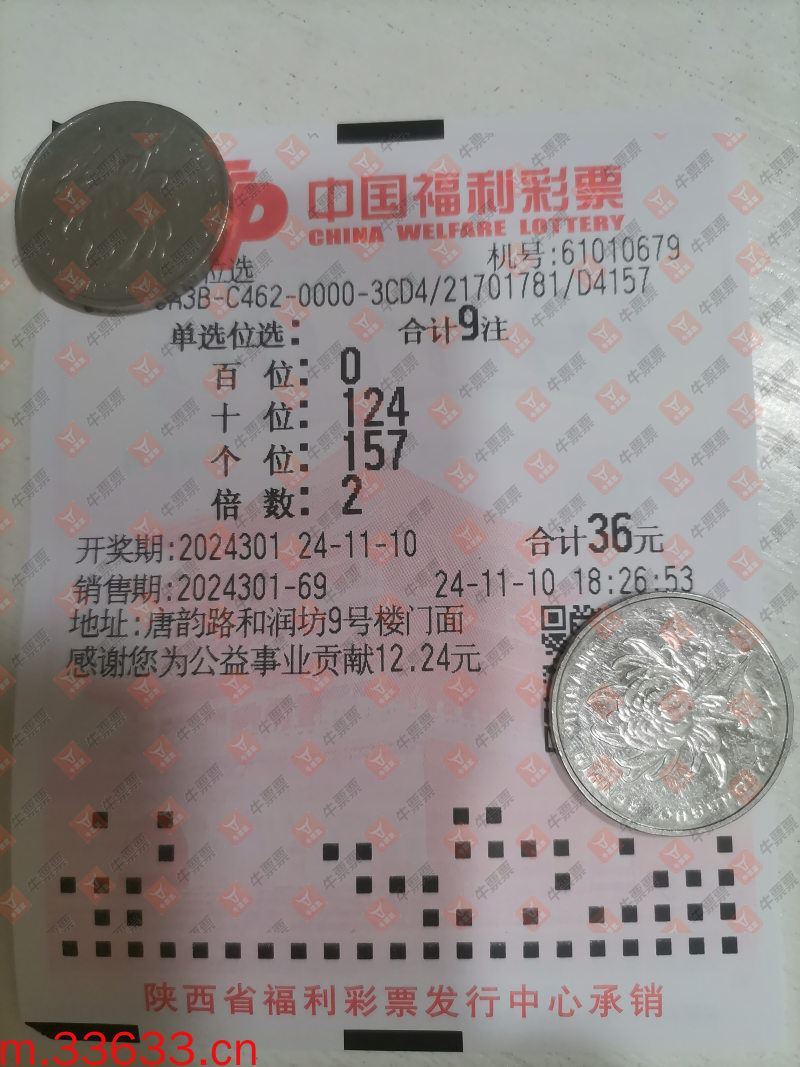 中国福利彩票
CHINA WELFARE LOTTERY
机号:61010679
位选
A3B-C462-0000-3CD4/21701781/D4157
单选位选: 合计9注
百 位: 0
十 位: 124
个 位: 157
倍 数: 2
开奖期:2024301 24-11-10 合计36元
销售期:2024301-69 24-11-10 18:26:53
地址:唐韵路和润坊9号楼门面
感谢您为公益事业贡献12.24元
陕西省福利彩票发行中心承销
m.33633.cn
牛票票